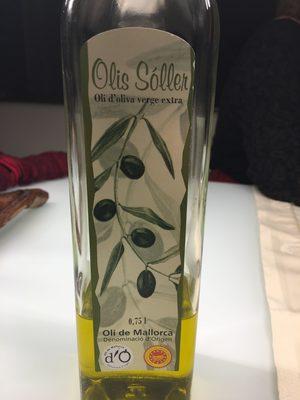 Olis Sóller
Oli d'oliva verge extra
0,75 l
Oli de Mallorca
Denominació d'Origen
d'O